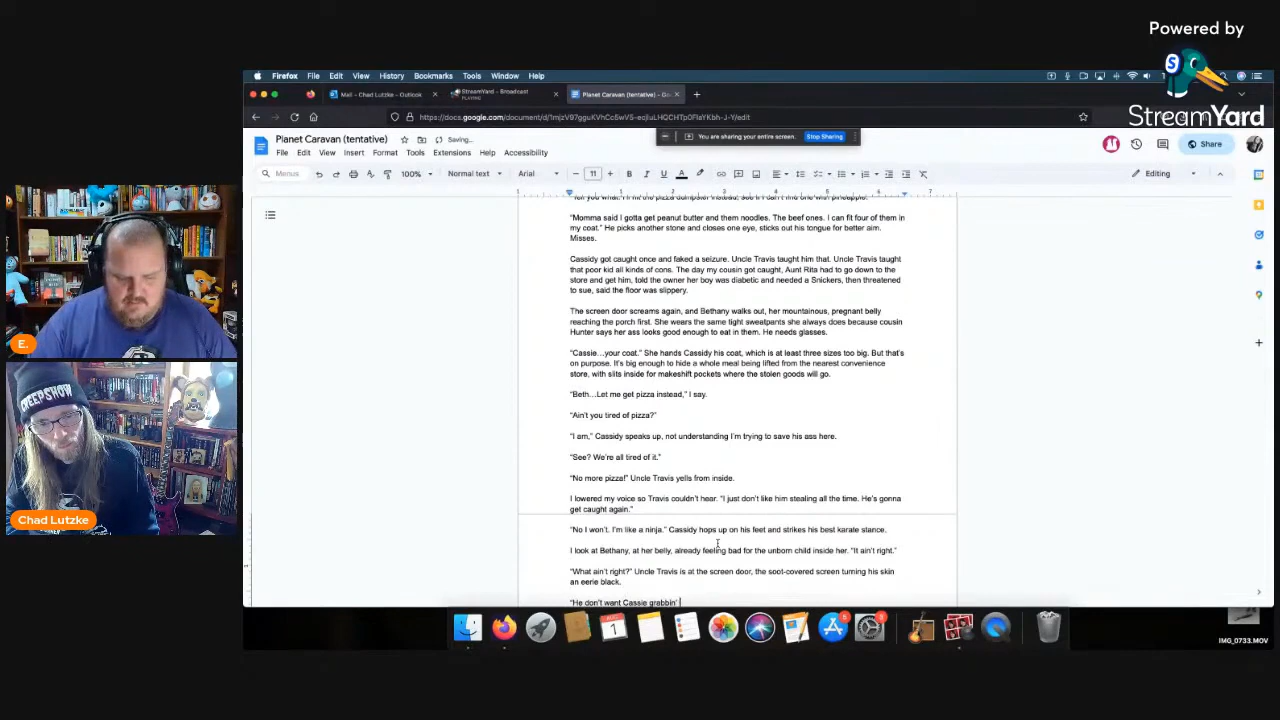 Powered by
StreamYard
Firefox File Edit View History Bookmarks Tools Window Help
Mail – Chad Lutzke – Outlook
StreamYard – Broadcast
PLAYING
Planet Caravan (tentative) – Go
You are sharing your entire screen. Stop Sharing
Planet Caravan (tentative) Saving...
File Edit View Insert Format Tools Extensions Help Accessibility
Share
Menus 100% Normal text Arial 11 B I U A Editing
"Momma said I gotta get peanut butter and them noodles. The beef ones. I can fit four of them in
my coat." He picks another stone and closes one eye, sticks out his tongue for better aim.
Misses.
Cassidy got caught once and faked a seizure. Uncle Travis taught him that. Uncle Travis taught
that poor kid all kinds of cons. The day my cousin got caught, Aunt Rita had to go down to the
store and get him, told the owner her boy was diabetic and needed a Snickers, then threatened
to sue, said the floor was slippery.
The screen door screams again, and Bethany walks out, her mountainous, pregnant belly
reaching the porch first. She wears the same tight sweatpants she always does because cousin
Hunter says her ass looks good enough to eat in them. He needs glasses.
"Cassie…your coat." She hands Cassidy his coat, which is at least three sizes too big. But that's
on purpose. It's big enough to hide a whole meal being lifted from the nearest convenience
store, with slits inside for makeshift pockets where the stolen goods will go.
"Beth…Let me get pizza instead," I say.
"Ain't you tired of pizza?"
"I am," Cassidy speaks up, not understanding I'm trying to save his ass here.
"See? We're all tired of it."
"No more pizza!" Uncle Travis yells from inside.
I lowered my voice so Travis couldn't hear. "I just don't like him stealing all the time. He's gonna
get caught again."
"No I won't. I'm like a ninja." Cassidy hops up on his feet and strikes his best karate stance.
I look at Bethany, at her belly, already feeling bad for the unborn child inside her. "It ain't right."
"What ain't right?" Uncle Travis is at the screen door, the soot-covered screen turning his skin
an eerie black.
"He don't want Cassie grabbin'
E.
CREEPSHOW
Chad Lutzke
AUG
1
IMG_0733.MOV